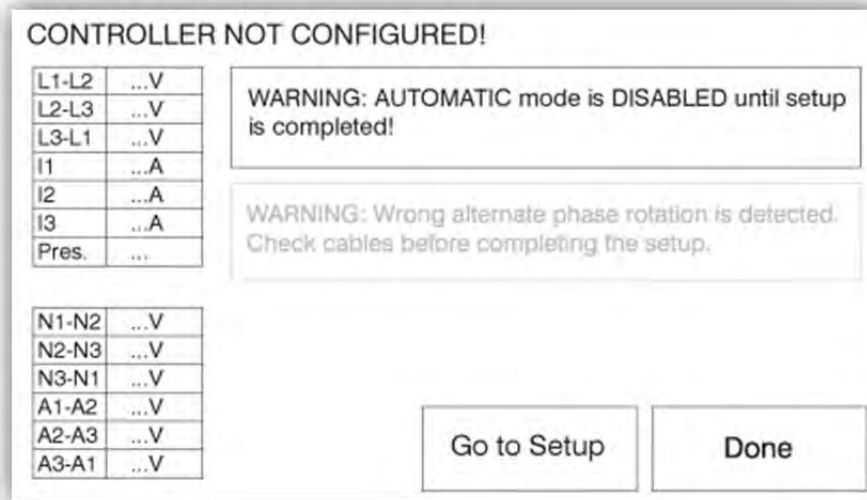 CONTROLLER NOT CONFIGURED!
L1-L2 ...V
L2-L3 ...V
L3-L1 ...V
I1 ...A
I2 ...A
I3 ...A
Pres. ...
WARNING: AUTOMATIC mode is DISABLED until setup
is completed!
WARNING: Wrong alternate phase rotation is detected.
Check cables before completing the setup.
N1-N2 ...V
N2-N3 ...V
N3-N1 ...V
A1-A2 ...V
A2-A3 ...V
A3-A1 ...V
Go to Setup
Done